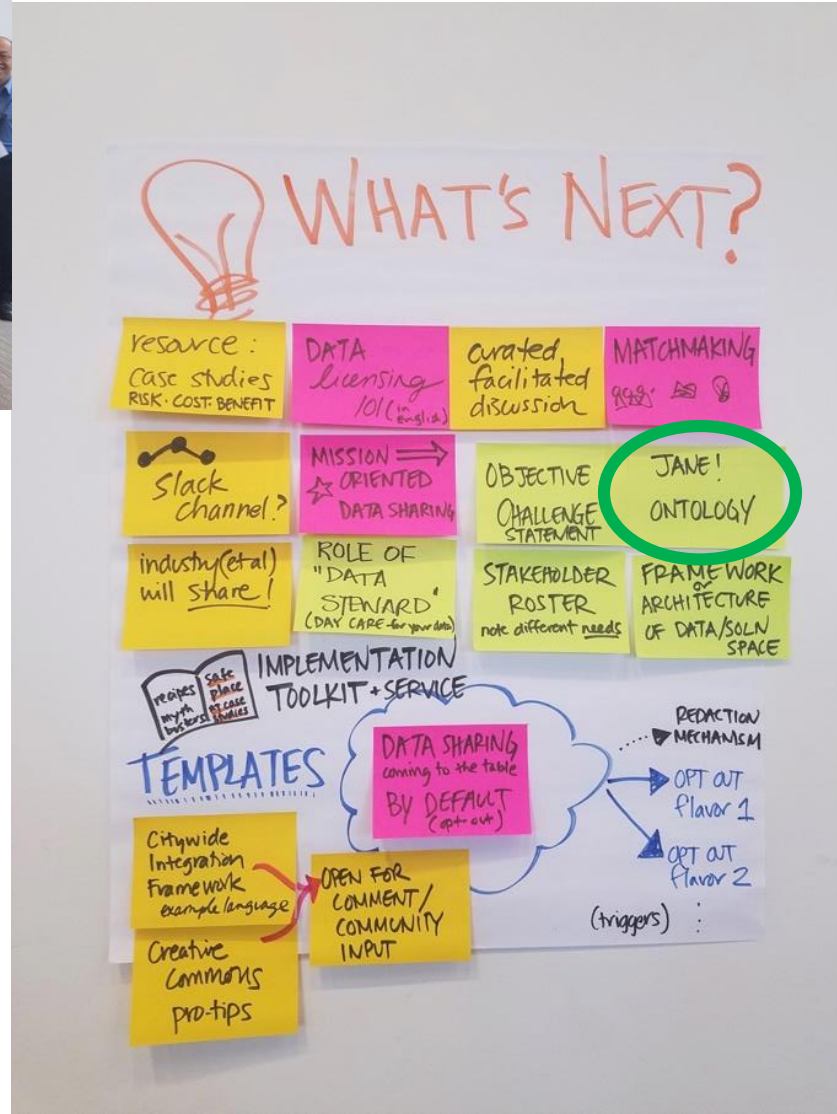 WHAT'S NEXT?
resource:
case studies
RISK·COST·BENEFIT
DATA
licensing
101 (in english)
curated,
facilitated
discussion
MATCHMAKING
Slack
channel?
MISSION
ORIENTED
DATA SHARING
OBJECTIVE
CHALLENGE
STATEMENT
JANE!
ONTOLOGY
industry (et al)
will share!
ROLE OF
"DATA
STEWARD"
(DAY CARE for your data)
STAKEHOLDER
ROSTER
note different needs
FRAMEWORK
or
ARCHITECTURE
OF DATA/SOLN
SPACE
recipes
myth
busters
safe
place
case
studies
IMPLEMENTATION
TOOLKIT + SERVICE
TEMPLATES
DATA SHARING
coming to the table
BY DEFAULT
(opt-out)
REDACTION
MECHANISM
OPT OUT
flavor 1
OPT OUT
flavor 2
(triggers)
Citywide
Integration
Framework
example language
OPEN FOR
COMMENT/
COMMUNITY
INPUT
Creative
Commons
pro-tips